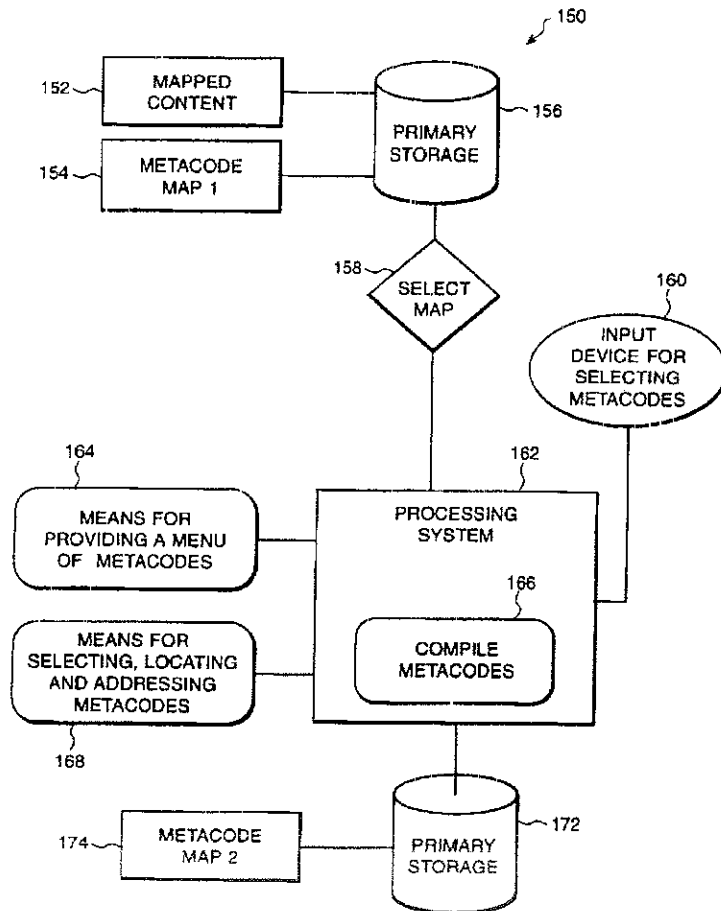 150
152
MAPPED
CONTENT
154
METACODE
MAP 1
PRIMARY
STORAGE
156
158
SELECT
MAP
160
INPUT
DEVICE FOR
SELECTING
METACODES
164
MEANS FOR
PROVIDING A MENU
OF METACODES
162
PROCESSING
SYSTEM
166
COMPILE
METACODES
MEANS FOR
SELECTING, LOCATING
AND ADDRESSING
METACODES
168
174
METACODE
MAP 2
PRIMARY
STORAGE
172